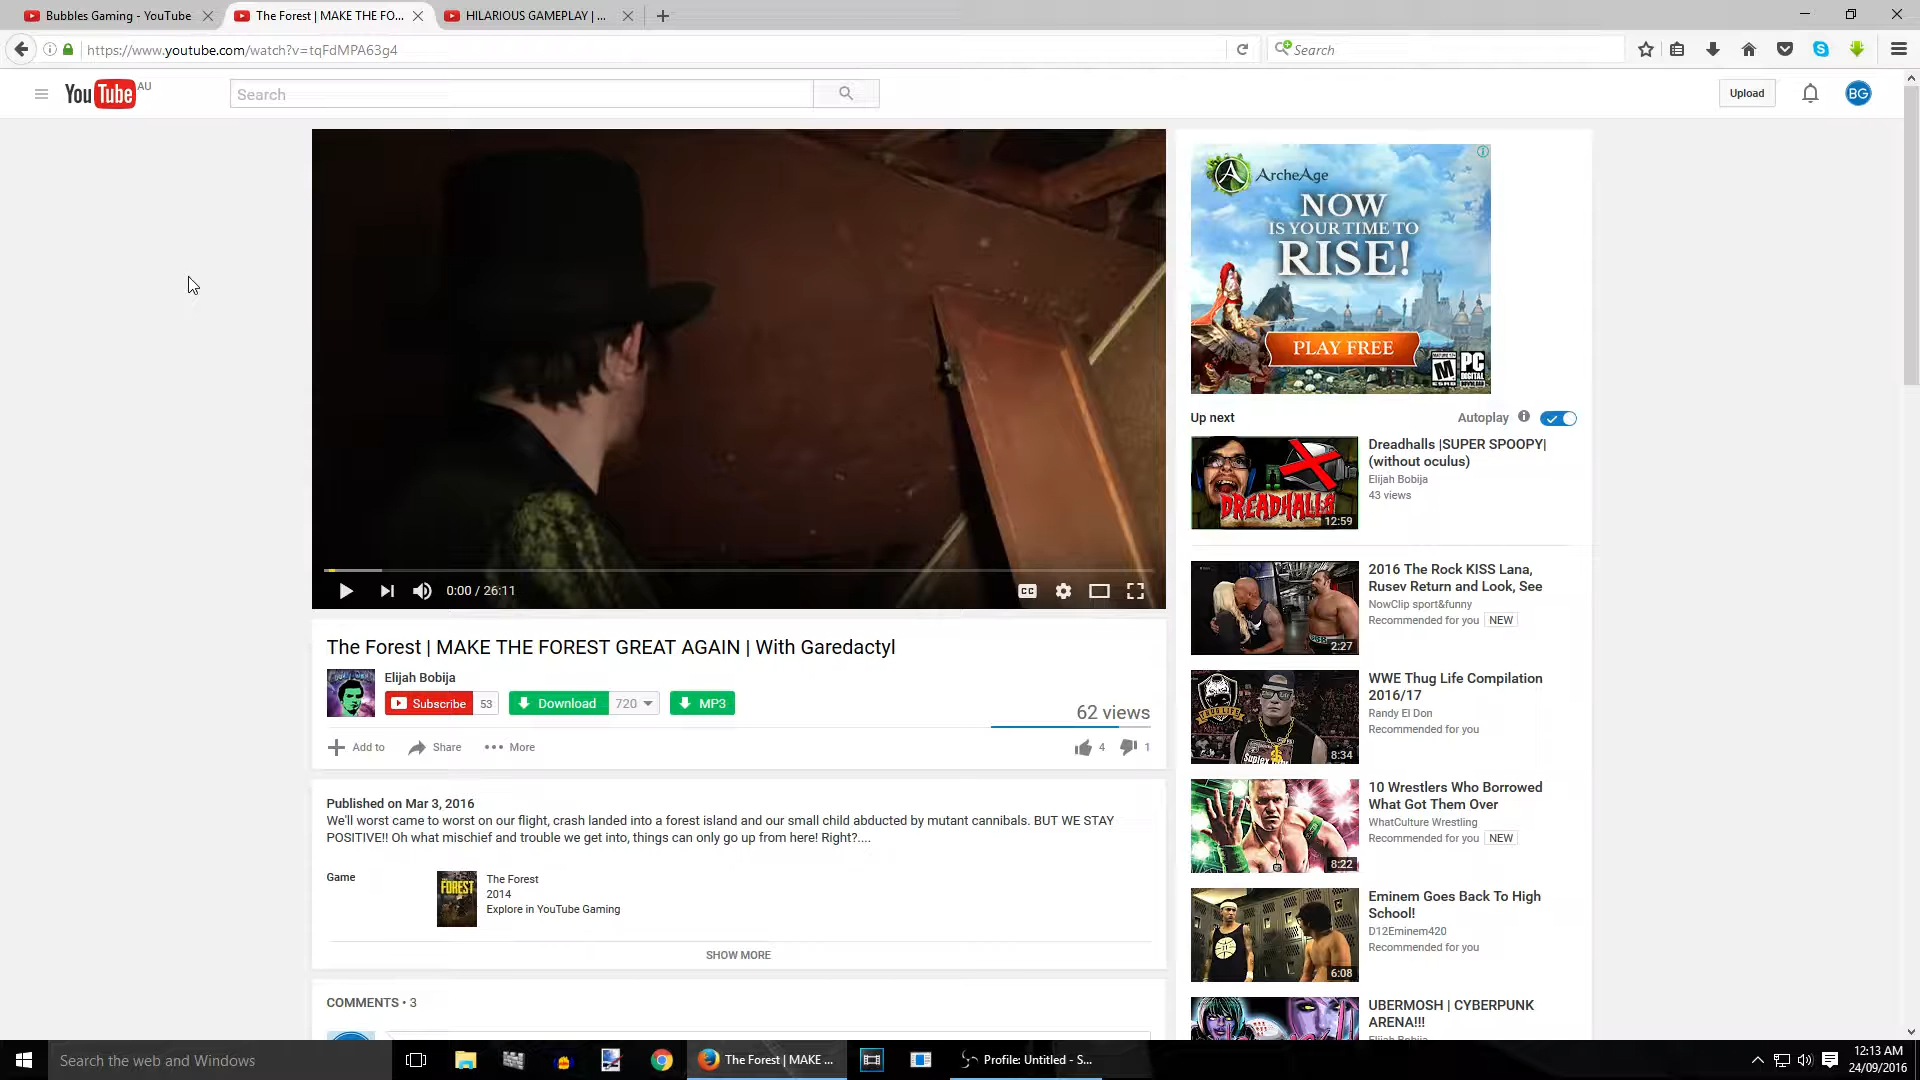 Bubbles Gaming - YouTube
The Forest | MAKE THE FO...
HILARIOUS GAMEPLAY | ...
https://www.youtube.com/watch?v=tqFdMPA63g4
Search
YouTube AU
Search
Upload
BG
ArcheAge
NOW
IS YOUR TIME TO
RISE!
PLAY FREE
PC
Up next
Autoplay
DREADHALLS
12:59
Dreadhalls |SUPER SPOOPY|
(without oculus)
Elijah Bobija
43 views
2:27
2016 The Rock KISS Lana,
Rusev Return and Look, See
NowClip sport&funny
Recommended for you NEW
8:34
WWE Thug Life Compilation
2016/17
Randy El Don
Recommended for you
8:22
10 Wrestlers Who Borrowed
What Got Them Over
WhatCulture Wrestling
Recommended for you NEW
6:08
Eminem Goes Back To High
School!
D12Eminem420
Recommended for you
UBERMOSH | CYBERPUNK
ARENA!!!
0:00 / 26:11
CC
The Forest | MAKE THE FOREST GREAT AGAIN | With Garedactyl
Elijah Bobija
Subscribe 53
Download 720
MP3
62 views
Add to
Share
More
4
1
Published on Mar 3, 2016
We'll worst came to worst on our flight, crash landed into a forest island and our small child abducted by mutant cannibals. BUT WE STAY
POSITIVE!! Oh what mischief and trouble we get into, things can only go up from here! Right?....
Game
FOREST
The Forest
2014
Explore in YouTube Gaming
SHOW MORE
COMMENTS • 3
Search the web and Windows
The Forest | MAKE ...
Profile: Untitled - S...
12:13 AM
24/09/2016